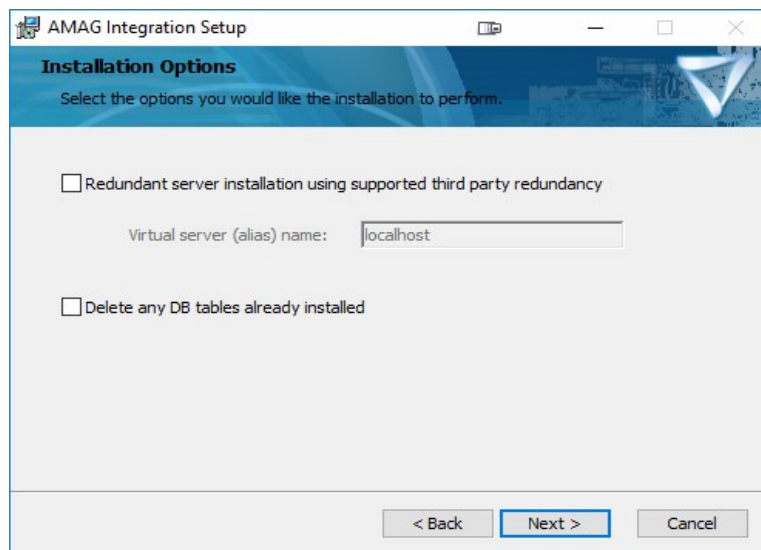 AMAG Integration Setup
Installation Options
Select the options you would like the installation to perform.
Redundant server installation using supported third party redundancy
Virtual server (alias) name: localhost
Delete any DB tables already installed
< Back Next > Cancel